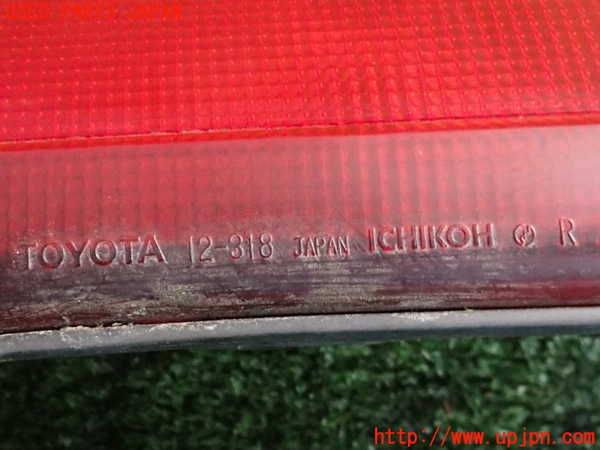 TOYOTA 12-318 JAPAN ICHIKOH R
http://www.upjpn.com/